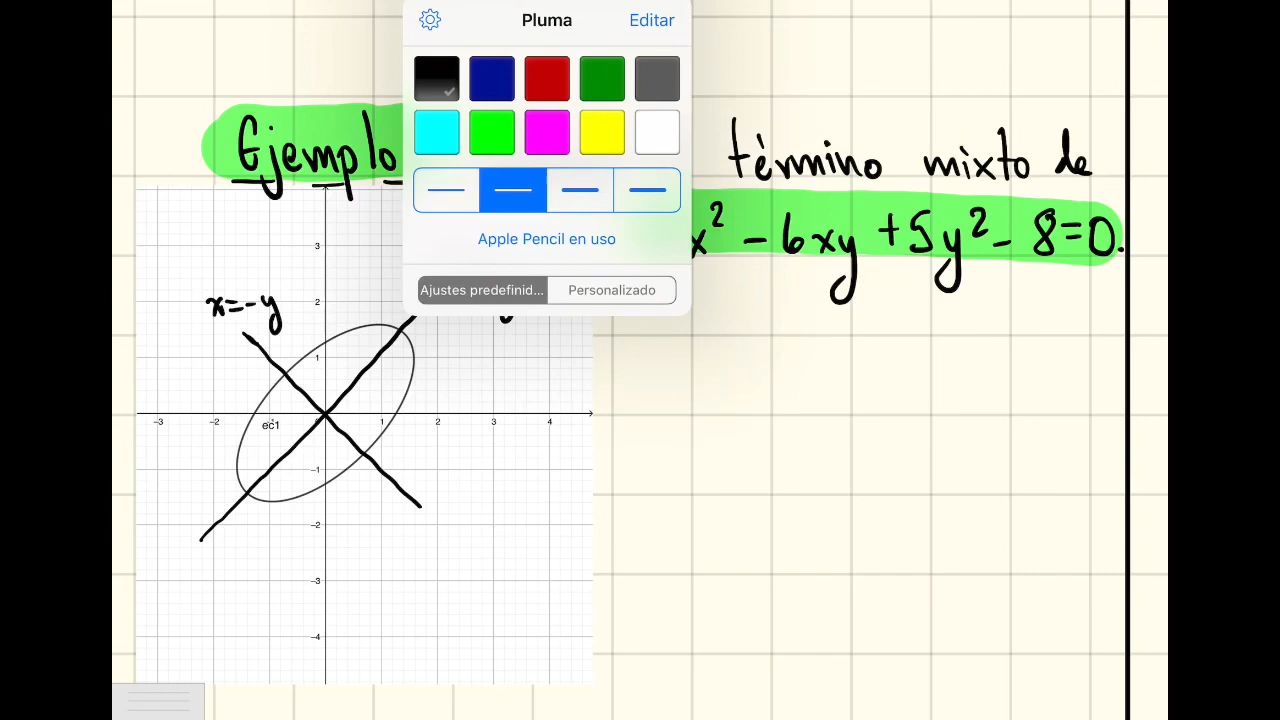 Pluma Editar
Ejemplo término mixto de
x² - 6xy + 5y² - 8 = 0.
Apple Pencil en uso
Ajustes predefinid... Personalizado
x=-y
3
2
1
-3 -2 1 2 3 4
ec1
-1
-2
-3
-4